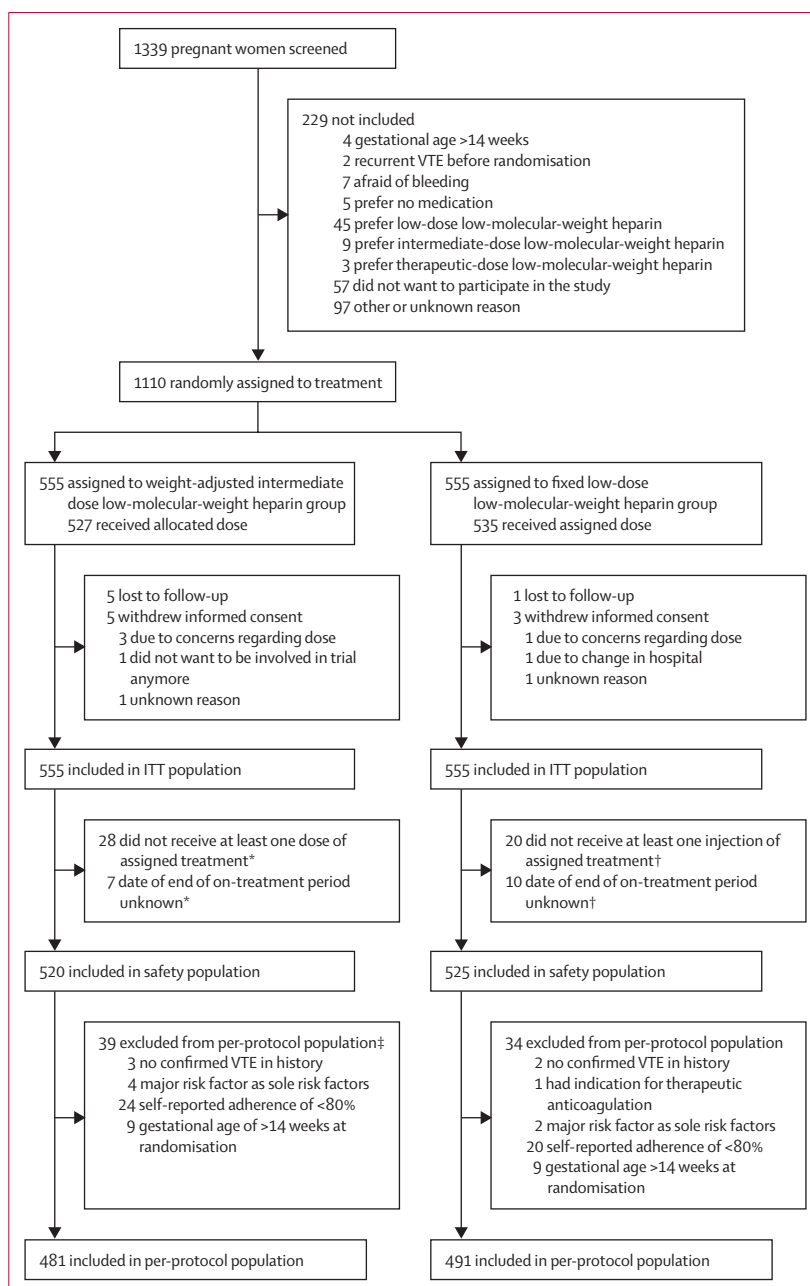 1339 pregnant women screened
229 not included
4 gestational age >14 weeks
2 recurrent VTE before randomisation
7 afraid of bleeding
5 prefer no medication
45 prefer low-dose low-molecular-weight heparin
9 prefer intermediate-dose low-molecular-weight heparin
3 prefer therapeutic-dose low-molecular-weight heparin
57 did not want to participate in the study
97 other or unknown reason
1110 randomly assigned to treatment
555 assigned to weight-adjusted intermediate
dose low-molecular-weight heparin group
527 received allocated dose
555 assigned to fixed low-dose
low-molecular-weight heparin group
535 received assigned dose
5 lost to follow-up
5 withdrew informed consent
3 due to concerns regarding dose
1 did not want to be involved in trial
anymore
1 unknown reason
1 lost to follow-up
3 withdrew informed consent
1 due to concerns regarding dose
1 due to change in hospital
1 unknown reason
555 included in ITT population
555 included in ITT population
28 did not receive at least one dose of
assigned treatment*
7 date of end of on-treatment period
unknown*
20 did not receive at least one injection of
assigned treatment†
10 date of end of on-treatment period
unknown†
520 included in safety population
525 included in safety population
39 excluded from per-protocol population‡
3 no confirmed VTE in history
4 major risk factor as sole risk factors
24 self-reported adherence of <80%
9 gestational age of >14 weeks at
randomisation
34 excluded from per-protocol population
2 no confirmed VTE in history
1 had indication for therapeutic
anticoagulation
2 major risk factor as sole risk factors
20 self-reported adherence of <80%
9 gestational age >14 weeks at
randomisation
481 included in per-protocol population
491 included in per-protocol population